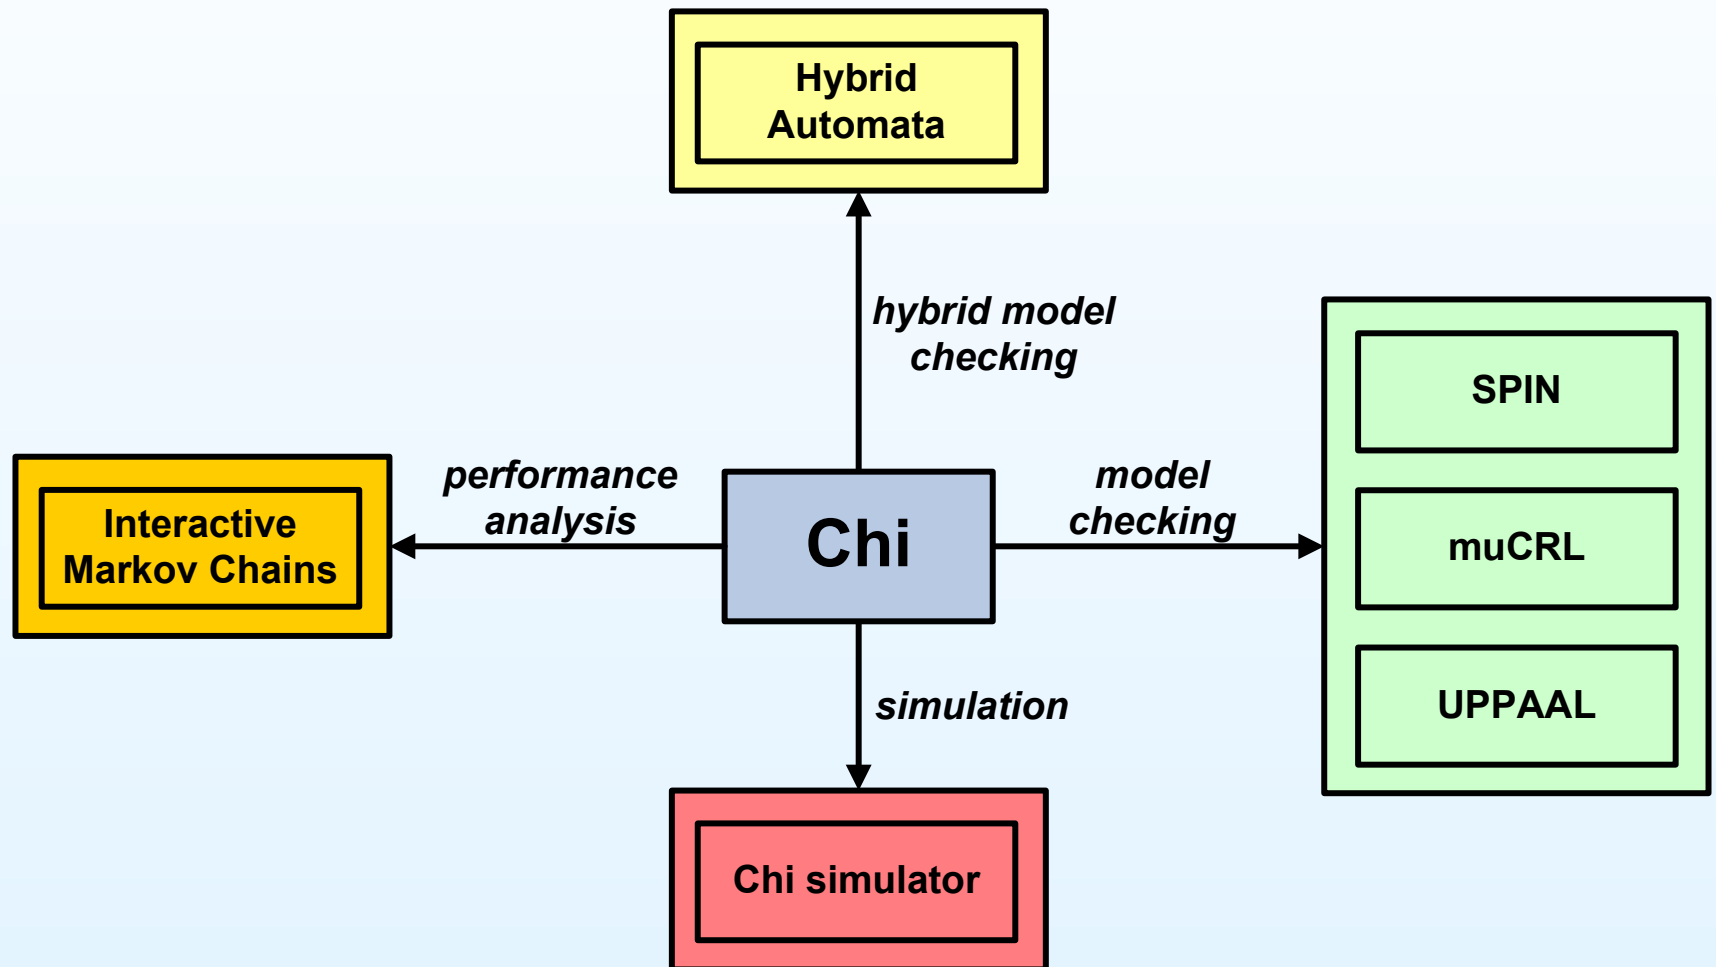 Hybrid
Automata
hybrid model
checking
SPIN
muCRL
UPPAAL
model
checking
Chi
performance
analysis
Interactive
Markov Chains
simulation
Chi simulator